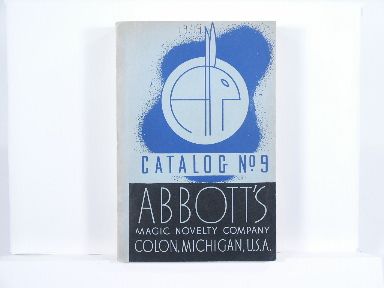 CATALOG No 9
ABBOTT'S
MAGIC NOVELTY COMPANY
COLON, MICHIGAN, U.S.A.